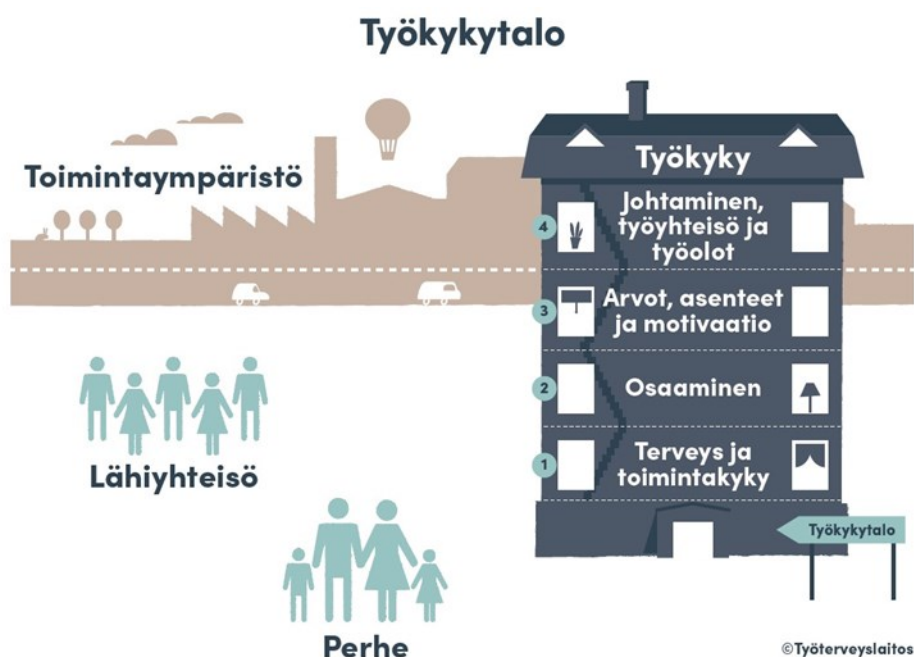 Työkykytalo
Toimintaympäristö
Työkyky
4
Johtaminen,
työyhteisö ja
työolot
3
Arvot, asenteet
ja motivaatio
2
Osaaminen
1
Terveys ja
toimintakyky
Työkykytalo
Lähiyhteisö
Perhe
©Työterveyslaitos